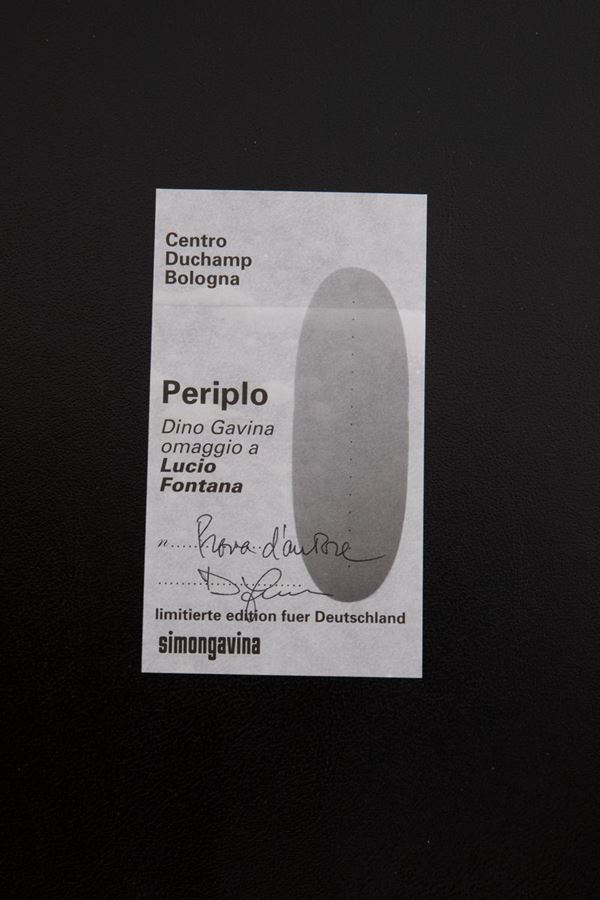 Centro
Duchamp
Bologna
Periplo
Dino Gavina
omaggio a
Lucio
Fontana
n. Prova d'autore
limitierte edition fuer Deutschland
simongavina